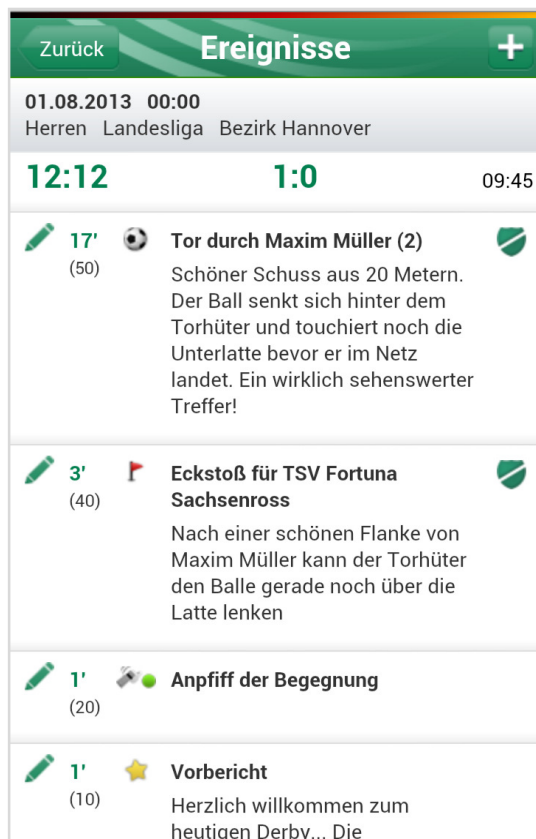 Zurück Ereignisse +
01.08.2013 00:00
Herren Landesliga Bezirk Hannover
12:12 1:0 09:45
17' Tor durch Maxim Müller (2)
(50)
Schöner Schuss aus 20 Metern.
Der Ball senkt sich hinter dem
Torhüter und touchiert noch die
Unterlatte bevor er im Netz
landet. Ein wirklich sehenswerter
Treffer!
3' Eckstoß für TSV Fortuna
(40) Sachsenross
Nach einer schönen Flanke von
Maxim Müller kann der Torhüter
den Balle gerade noch über die
Latte lenken
1' Anpfiff der Begegnung
(20)
1' Vorbericht
(10) Herzlich willkommen zum
heutigen Derby... Die